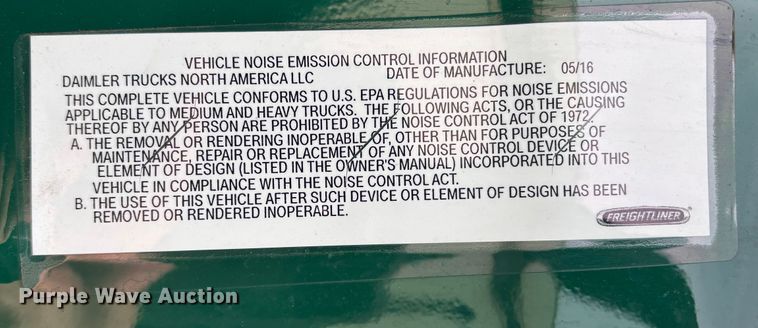 VEHICLE NOISE EMISSION CONTROL INFORMATION
DAIMLER TRUCKS NORTH AMERICA LLC DATE OF MANUFACTURE: 05/16
THIS COMPLETE VEHICLE CONFORMS TO U.S. EPA REGULATIONS FOR NOISE EMISSIONS
APPLICABLE TO MEDIUM AND HEAVY TRUCKS. THE FOLLOWING ACTS, OR THE CAUSING
THEREOF BY ANY PERSON ARE PROHIBITED BY THE NOISE CONTROL ACT OF 1972.
A. THE REMOVAL OR RENDERING INOPERABLE OF, OTHER THAN FOR PURPOSES OF
MAINTENANCE, REPAIR OR REPLACEMENT OF ANY NOISE CONTROL DEVICE OR
ELEMENT OF DESIGN (LISTED IN THE OWNER'S MANUAL) INCORPORATED INTO THIS
VEHICLE IN COMPLIANCE WITH THE NOISE CONTROL ACT.
B. THE USE OF THIS VEHICLE AFTER SUCH DEVICE OR ELEMENT OF DESIGN HAS BEEN
REMOVED OR RENDERED INOPERABLE.
FREIGHTLINER
Purple Wave Auction